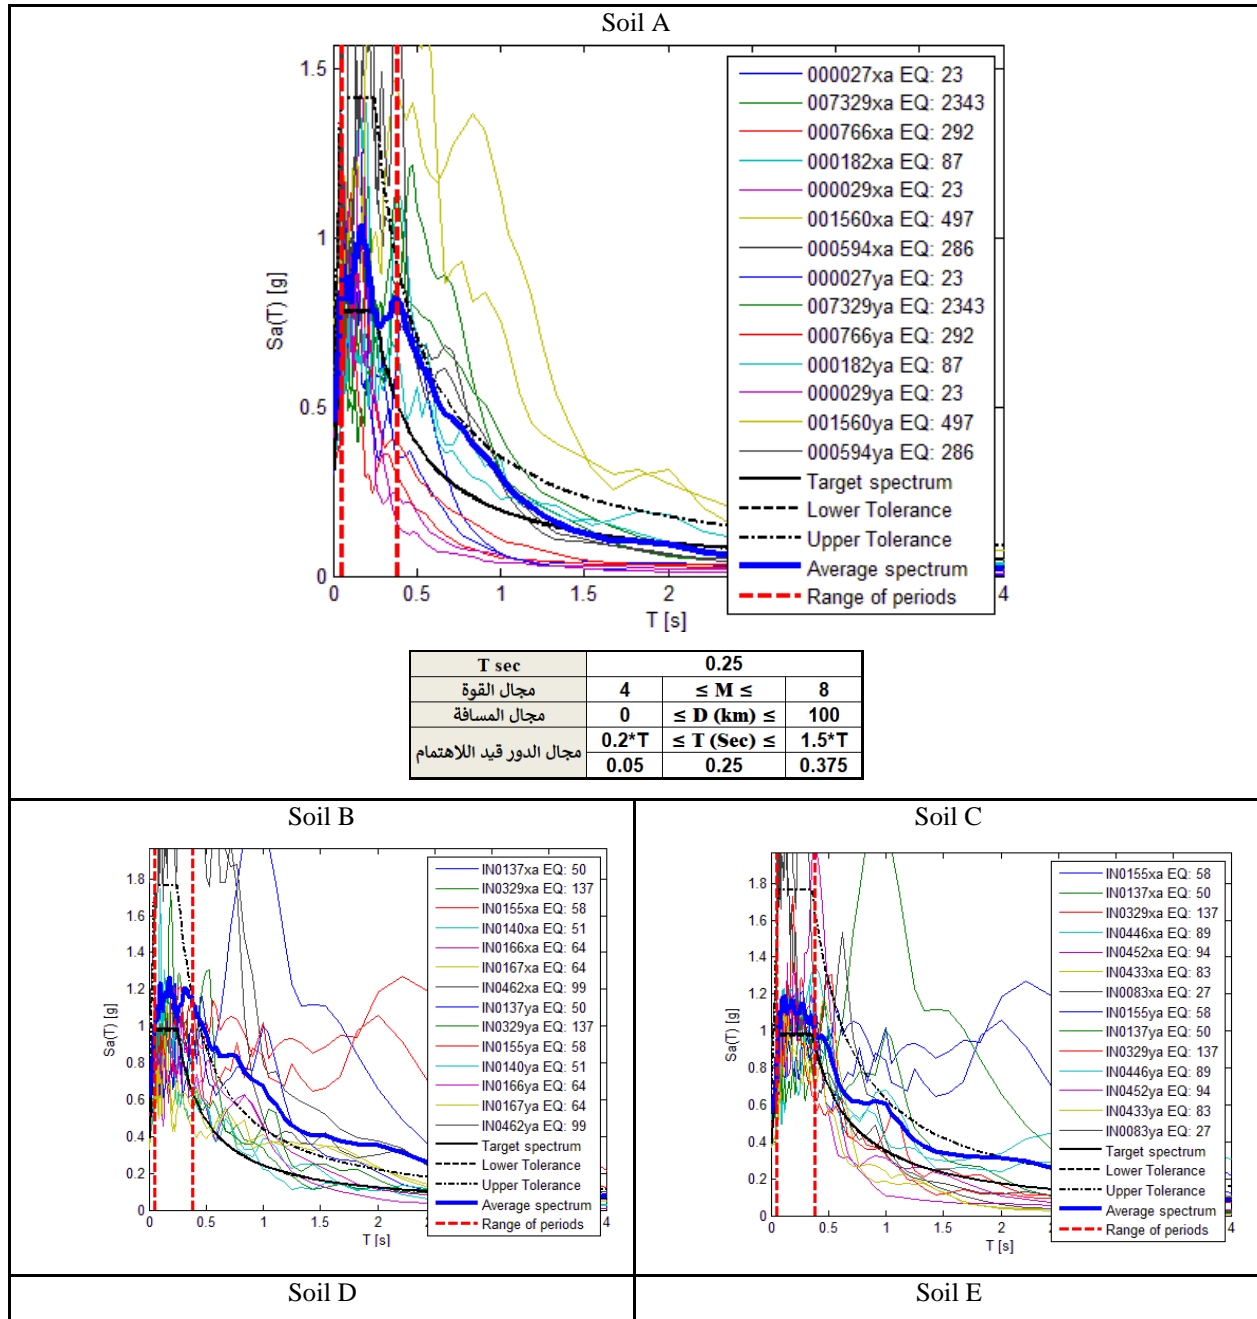 Soil A
1.5
1
0.5
0
Sa(T) [g]
0 0.5 1 1.5 2 4
T [s]
000027xa EQ: 23
007329xa EQ: 2343
000766xa EQ: 292
000182xa EQ: 87
000029xa EQ: 23
001560xa EQ: 497
000594xa EQ: 286
000027ya EQ: 23
007329ya EQ: 2343
000766ya EQ: 292
000182ya EQ: 87
000029ya EQ: 23
001560ya EQ: 497
000594ya EQ: 286
Target spectrum
Lower Tolerance
Upper Tolerance
Average spectrum
Range of periods
T sec 0.25
مجال القوة 4 ≤ M ≤ 8
مجال المسافة 0 ≤ D (km) ≤ 100
مجال الدور قيد اللاهتمام 0.2*T ≤ T (Sec) ≤ 1.5*T
0.05 0.25 0.375
Soil B
1.8
1.6
1.4
1.2
1
0.8
0.6
0.4
0.2
0
Sa(T) [g]
0 0.5 1 1.5 2 4
T [s]
IN0137xa EQ: 50
IN0329xa EQ: 137
IN0155xa EQ: 58
IN0140xa EQ: 51
IN0166xa EQ: 64
IN0167xa EQ: 64
IN0462xa EQ: 99
IN0137ya EQ: 50
IN0329ya EQ: 137
IN0155ya EQ: 58
IN0140ya EQ: 51
IN0166ya EQ: 64
IN0167ya EQ: 64
IN0462ya EQ: 99
Target spectrum
Lower Tolerance
Upper Tolerance
Average spectrum
Range of periods
Soil C
1.8
1.6
1.4
1.2
1
0.8
0.6
0.4
0.2
0
Sa(T) [g]
0 0.5 1 1.5 2 4
T [s]
IN0155xa EQ: 58
IN0137xa EQ: 50
IN0329xa EQ: 137
IN0446xa EQ: 89
IN0452xa EQ: 94
IN0433xa EQ: 83
IN0083xa EQ: 27
IN0155ya EQ: 58
IN0137ya EQ: 50
IN0329ya EQ: 137
IN0446ya EQ: 89
IN0452ya EQ: 94
IN0433ya EQ: 83
IN0083ya EQ: 27
Target spectrum
Lower Tolerance
Upper Tolerance
Average spectrum
Range of periods
Soil D
Soil E